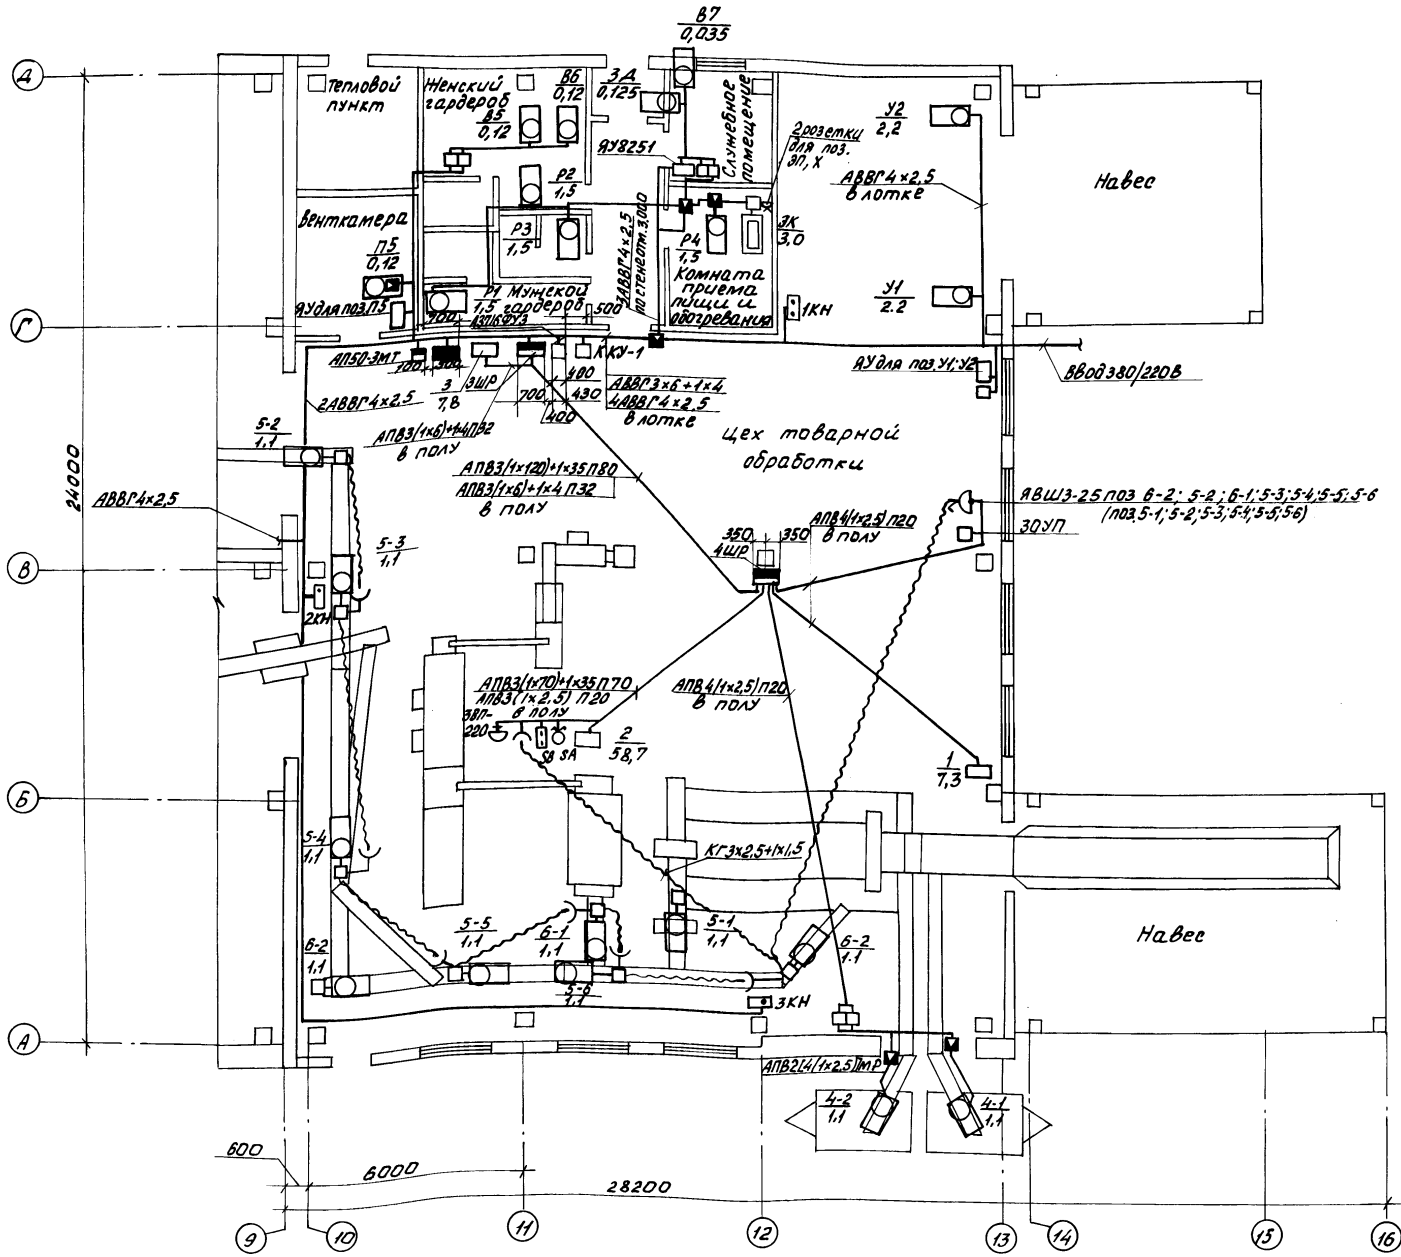 В7
0,035
Д
Тепловой
пункт
Женский
гардероб
В5
0,12
В6
0,12
3Д
0,125
Служебное
помещение
2 розетки
для поз.
ЭП, Х
ЯУ8251
У2
2,2
АВВГ4×2,5
в лотке
Навес
Р2
1,5
Венткамера
П5
0,12
Р3
1,5
3АВВГ4×2,5
по стене отм. 3.000
Р4
1,5
ЭК
3,0
Комната
приема
пищи и
обогревания
ЯУ для поз.П5
Р1
1,5
Мужской
гардероб
У1
2.2
1КН
Г
700
500
АП50-3МТ
100
300
3
7,8
3ШР
ККУ-1
400
700
430
400
АВВГ3×6+1×4
4АВВГ4×2.5
в лотке
ЯУ для поз.У1;У2
Ввод 380/220В
2АВВГ4×2,5
5-2
1.1
АПВ3(1×6)+1×4П32
в полу
Цех товарной
обработки
АПВ3(1×120)+1×35П80
АПВ3(1×6)+1×4 П32
в полу
24000
АВВГ4×2,5
ЯВШ3-25 поз 6-2; 5-2; 6-1; 5-3; 5-4; 5-5; 5-6
(поз.5-1; 5-2; 5-3; 5-4; 5-5; 5-6)
АПВ4(1×2.5)П20
в полу
3ОУП
350
350
4ШР
5-3
1,1
В
2КН
АПВ3(1×70)+1×35П70
АПВ3(1×2,5) П20
в полу
АПВ4(1×2,5)П20
в полу
ЗВП-
220
SB SA
2
58,7
1
7,3
Б
5-4
1,1
КГ3×2,5+1×1,5
5-5
1,1
6-1
1,1
5-1
1,1
6-2
1.1
6-2
1,1
Навес
5-6
1,1
3КН
А
АПВ2[4(1×2,5)]МР
4-2
1,1
4-1
1,1
600
6000
28200
9
10
11
12
13
14
15
16